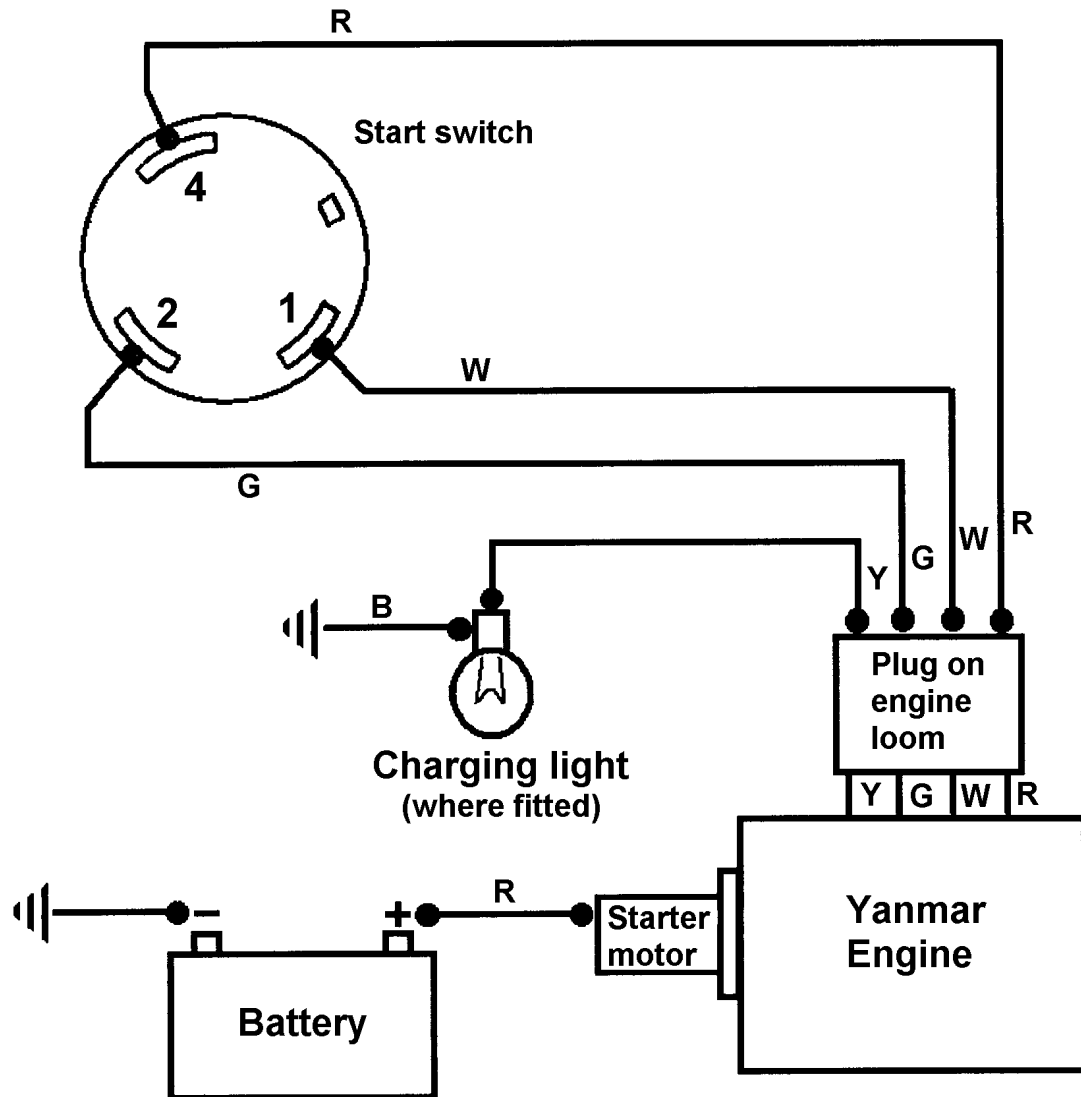 R
Start switch
4
2
1
W
G
R
W
G
Y
B
Plug on
engine
loom
Charging light
(where fitted)
Y G W R
R
– +
Starter
motor
Yanmar
Engine
Battery